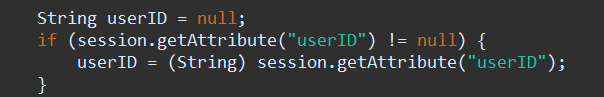 String userID = null;
if (session.getAttribute("userID") != null) {
userID = (String) session.getAttribute("userID");
}